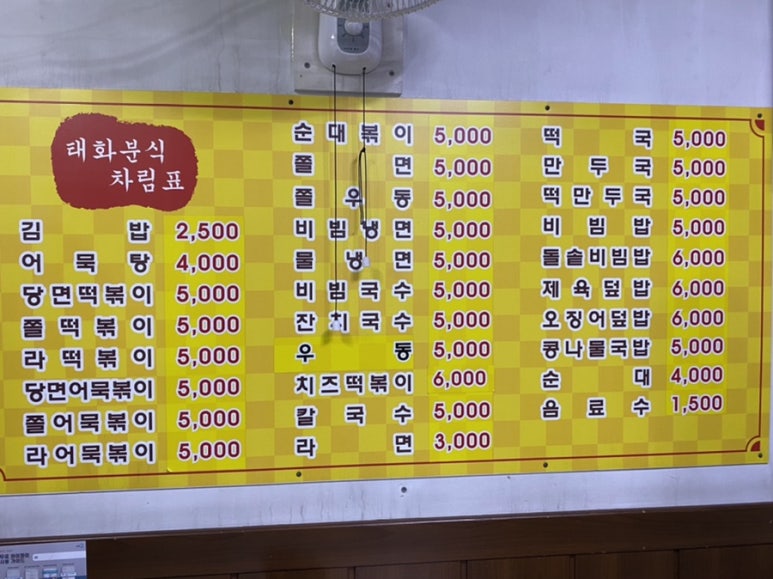 태화분식
차림표
김밥 2,500
어묵탕 4,000
당면떡볶이 5,000
쫄떡볶이 5,000
라떡볶이 5,000
당면어묵볶이 5,000
쫄어묵볶이 5,000
라어묵볶이 5,000
순대볶이 5,000
쫄면 5,000
쫄우동 5,000
비빔냉면 5,000
물냉면 5,000
비빔국수 5,000
잔치국수 5,000
우동 5,000
치즈떡볶이 6,000
칼국수 5,000
라면 3,000
떡국 5,000
만두국 5,000
떡만두국 5,000
비빔밥 5,000
돌솥비빔밥 6,000
제육덮밥 6,000
오징어덮밥 6,000
콩나물국밥 5,000
순대 4,000
음료수 1,500